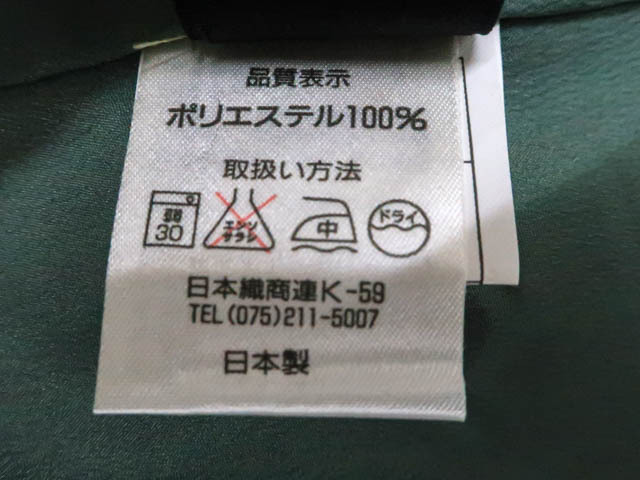 品質表示
ポリエステル100%
取扱い方法
弱
30
エンソ
サラシ
中
ドライ
日本織商連K-59
TEL(075)211-5007
日本製